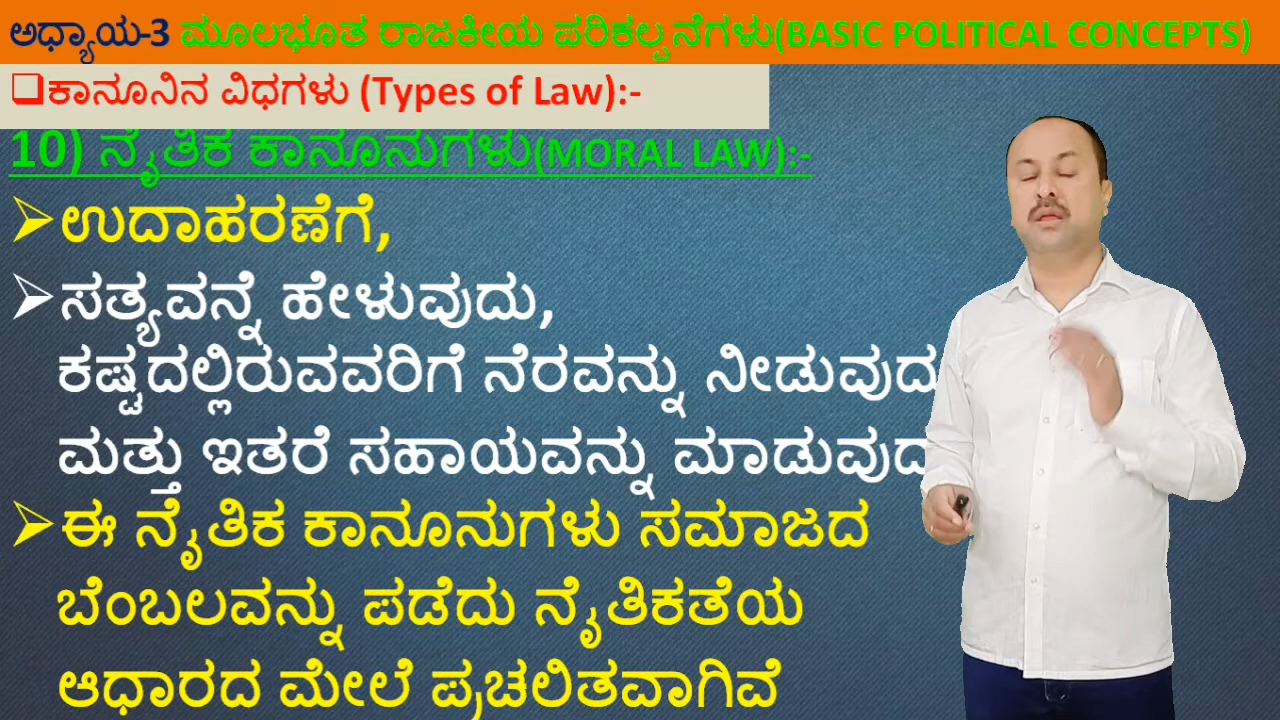 ಅಧ್ಯಾಯ-3 ಮೂಲಭೂತ ರಾಜಕೀಯ ಪರಿಕಲ್ಪನೆಗಳು(BASIC POLITICAL CONCEPTS)
❑ಕಾನೂನಿನ ವಿಧಗಳು (Types of Law):-
10) ನೈತಿಕ ಕಾನೂನುಗಳು(MORAL LAW):-
➢ಉದಾಹರಣೆಗೆ,
➢ಸತ್ಯವನ್ನೆ ಹೇಳುವುದು,
ಕಷ್ಟದಲ್ಲಿರುವವರಿಗೆ ನೆರವನ್ನು ನೀಡುವುದ
ಮತ್ತು ಇತರೆ ಸಹಾಯವನ್ನು ಮಾಡುವುದ
➢ಈ ನೈತಿಕ ಕಾನೂನುಗಳು ಸಮಾಜದ
ಬೆಂಬಲವನ್ನು ಪಡೆದು ನೈತಿಕತೆಯ
ಆಧಾರದ ಮೇಲೆ ಪ್ರಚಲಿತವಾಗಿವೆ